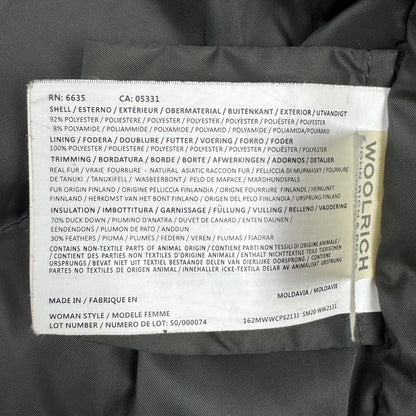 RN: 6635 CA: 05331
SHELL / ESTERNO / EXTÉRIEUR / OBERMATERIAL / BUITENKANT / EXTERIOR / UTVANDIGT
92% POLYESTER / POLIESTERE / POLYESTER / POLYESTER / POLYESTER / POLIÉSTER / POLYESTER
8% POLYAMIDE / POLIAMMIDE / POLYAMIDE / POLYAMID / POLYAMIDE / POLIAMIDA / POLYAMID
LINING / FODERA / DOUBLURE / FUTTER / VOERING / FORRO / FODER
100% POLYESTER / POLIESTERE / POLYESTER / POLYESTER / POLYESTER / POLIÉSTER / POLYESTER
TRIMMING / BORDATURA / BORDE / BORTE / AFWERKINGEN / ADORNOS / DETALJER
REAL FUR / VRAIE FOURRURE - NATURAL ASIATIC RACCOON FUR / PELLICCIA DI MURMASKY / FOURRURE
DE TANUKI / TANUKIFELL / WASBEERBONT / PELO DE MAPACHE / MARDHUNDSPALS
FUR ORIGIN FINLAND / ORIGINE PELLICCIA FINLANDIA / ORIGINE FOURRURE FINLANDE / HERKUNFT
FINNLAND / HERKOMST VAN HET BONT FINLAND / ORIGEN DE PIEL FINLANDIA / URSPRUNG FINLAND
INSULATION / IMBOTTITURA / GARNISSAGE / FÜLLUNG / VULLING / RELLENO / VADDERING
70% DUCK DOWN / PIUMINO D'ANATRA / DUVET DE CANARD / ENTEN DAUNEN
EENDENDONS / PLUMON DE PATO / ANDDUN
30% FEATHERS / PIUMA / PLUMES / FEDERN / VEREN / PLUMAS / FJADRAR
CONTAINS NON-TEXTILE PARTS OF ANIMAL ORIGIN / CONTIENE PARTI NON TESSILI DI ORIGINE ANIMALE /
CONTIENT DES PARTIES NON TEXTILES D'ORIGINE ANIMALE / ENTHÄLT NICHTTEXTILE TEILE TIERISCHEN
URSPRUNGS / BEVAT NIET-TEXTIELE DELEN VAN DIERLIJKE OORSPRONG / CONTIENE
PARTES NO TEXTILES DE ORIGEN ANIMAL / INNEHALLER ICKE-TEXTILA DELAR AV ANIMALISKT URSPRUNG
MADE IN / FABRIQUE EN MOLDAVIA / MOLDAVIE
WOMAN STYLE / MODELE FEMME
LOT NUMBER / NUMERO DE LOT: 50/000074 162MWWCPS2131 SM20 WW2131
WOOLRICH
JOHN RICH & BROS.